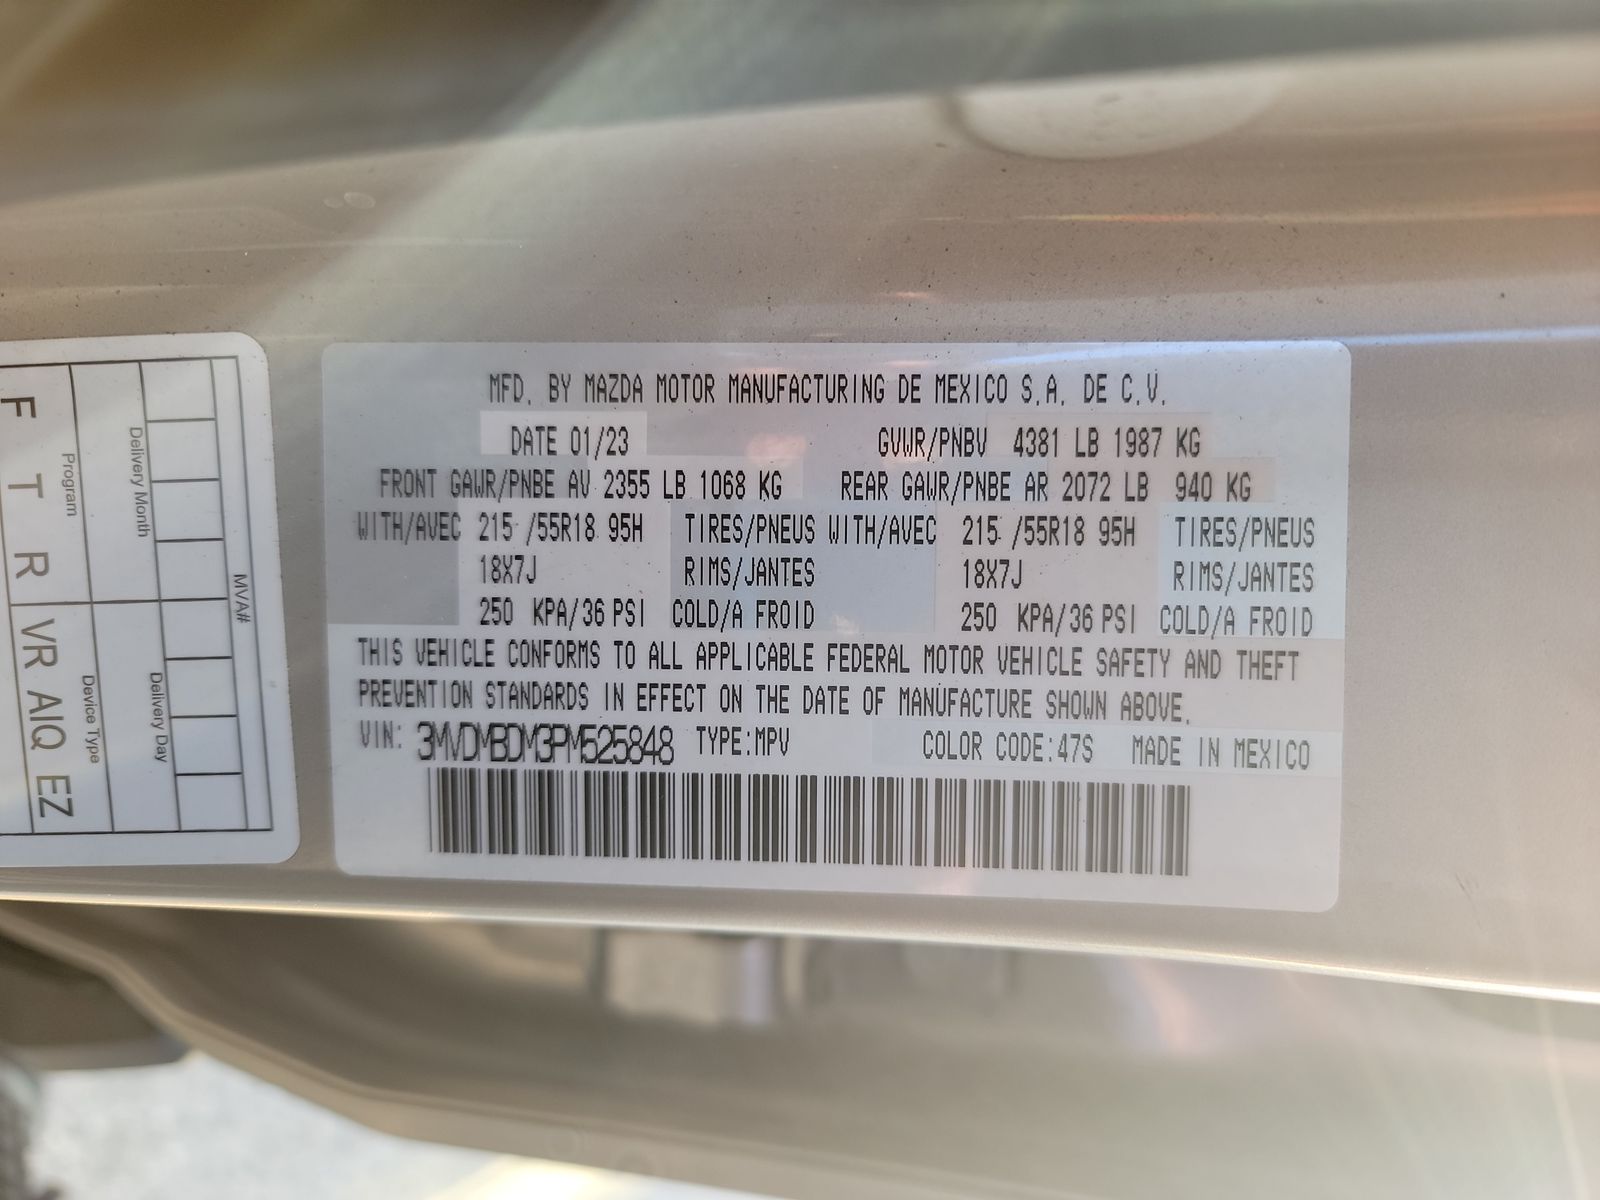 MFD. BY MAZDA MOTOR MANUFACTURING DE MEXICO S.A. DE C.V.
DATE 01/23 GVWR/PNBV 4381 LB 1987 KG
FRONT GAWR/PNBE AV 2355 LB 1068 KG REAR GAWR/PNBE AR 2072 LB 940 KG
WITH/AVEC 215 /55R18 95H TIRES/PNEUS WITH/AVEC 215 /55R18 95H TIRES/PNEUS
18X7J RIMS/JANTES 18X7J RIMS/JANTES
250 KPA/36 PSI COLD/A FROID 250 KPA/36 PSI COLD/A FROID
THIS VEHICLE CONFORMS TO ALL APPLICABLE FEDERAL MOTOR VEHICLE SAFETY AND THEFT
PREVENTION STANDARDS IN EFFECT ON THE DATE OF MANUFACTURE SHOWN ABOVE.
VIN: 3MVDMBDM3PM525848 TYPE:MPV COLOR CODE:47S MADE IN MEXICO
MVA#
Delivery Month
Delivery Day
Program
Device Type
F T R
VR AIQ EZ